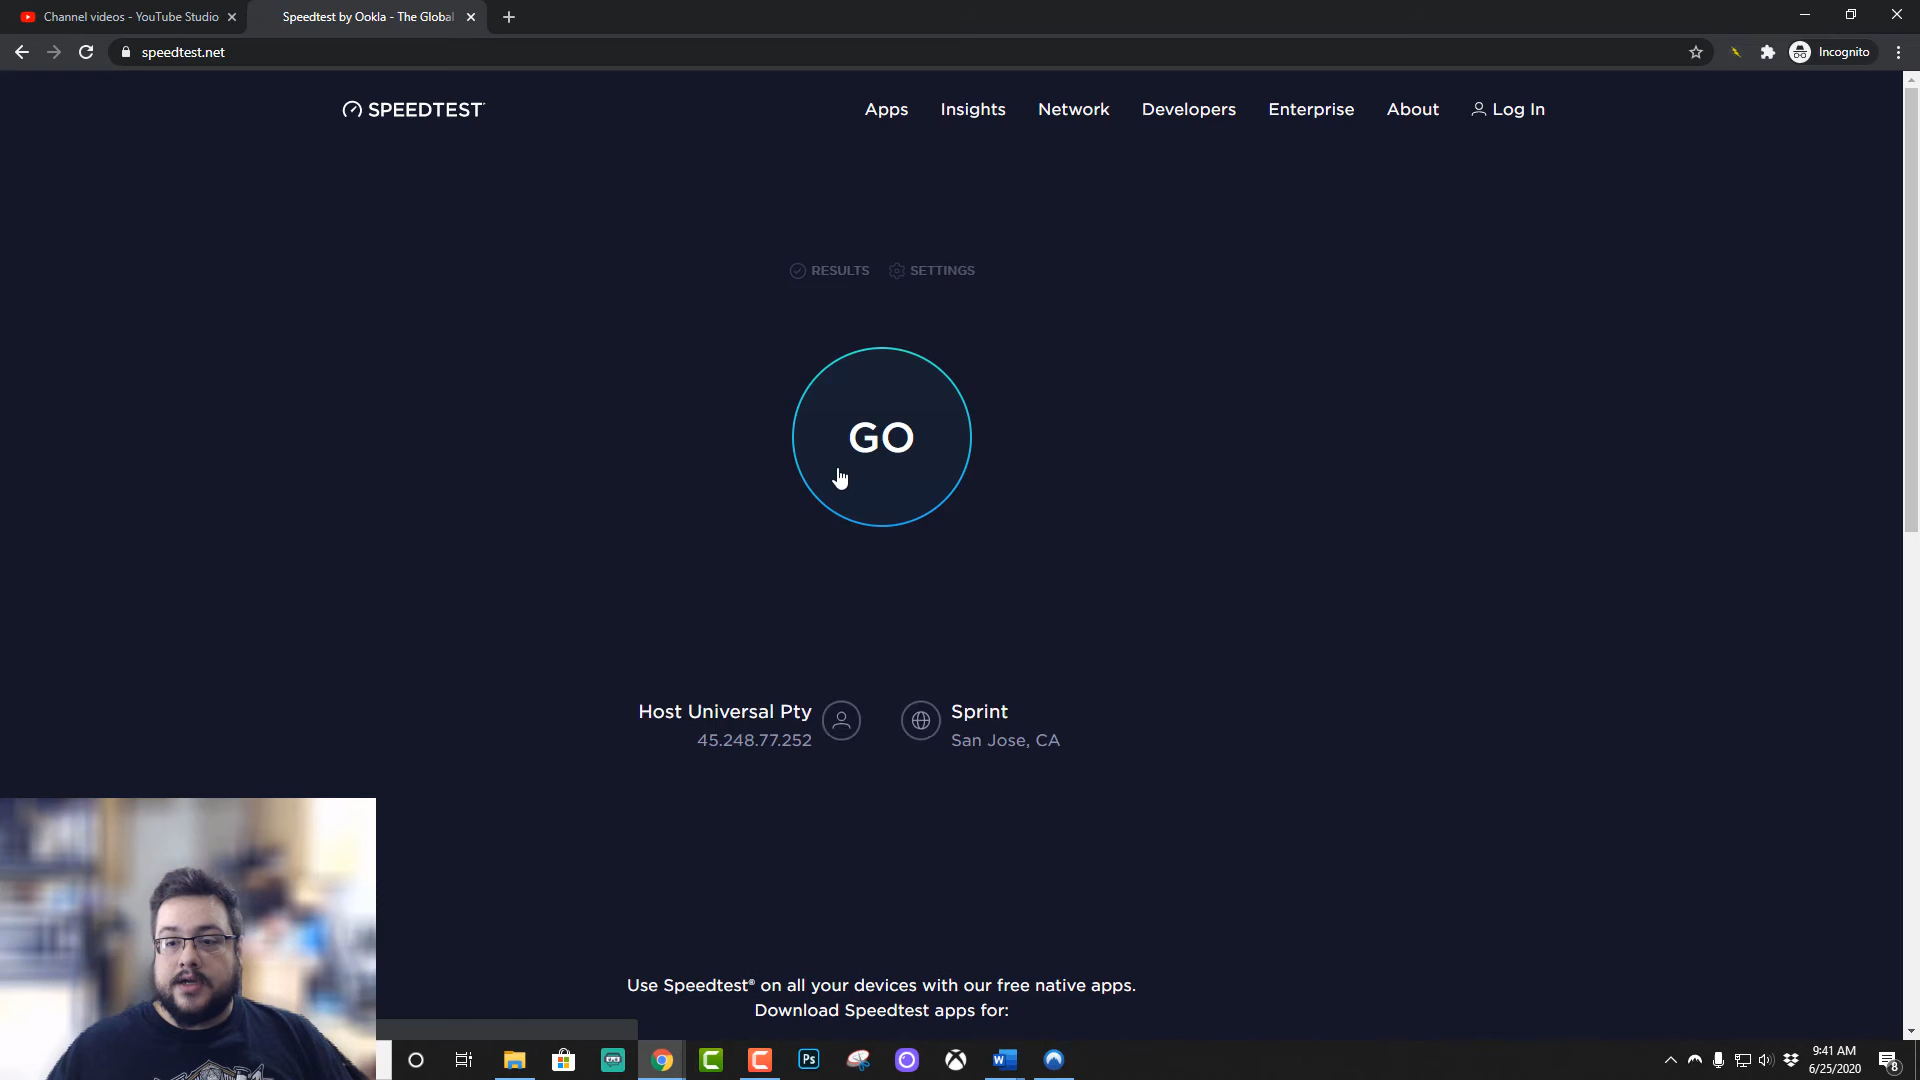 Channel videos - YouTube Studio
Speedtest by Ookla - The Global
speedtest.net
Incognito
SPEEDTEST
Apps
Insights
Network
Developers
Enterprise
About
Log In
RESULTS
SETTINGS
GO
Host Universal Pty
45.248.77.252
Sprint
San Jose, CA
Use Speedtest® on all your devices with our free native apps.
Download Speedtest apps for:
Ps
9:41 AM
6/25/2020
8